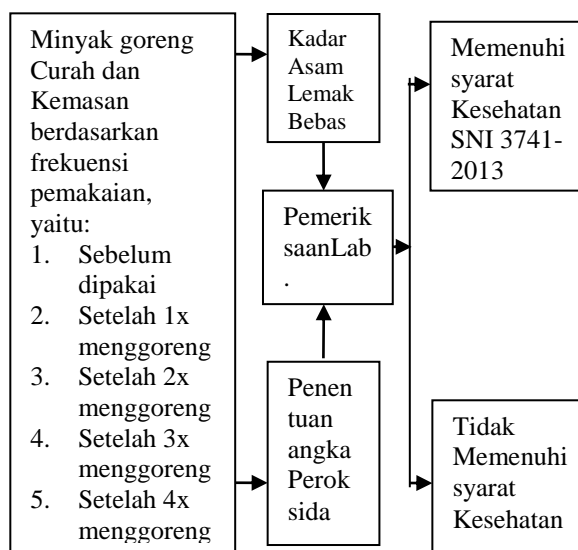 Minyak goreng
Curah dan
Kemasan
berdasarkan
frekuensi
pemakaian,
yaitu:
1. Sebelum
dipakai
2. Setelah 1x
menggoreng
3. Setelah 2x
menggoreng
4. Setelah 3x
menggoreng
5. Setelah 4x
menggoreng
Kadar
Asam
Lemak
Bebas
Pemerik
saanLab
.
Penen
tuan
angka
Perok
sida
Memenuhi
syarat
Kesehatan
SNI 3741-
2013
Tidak
Memenuhi
syarat
Kesehatan